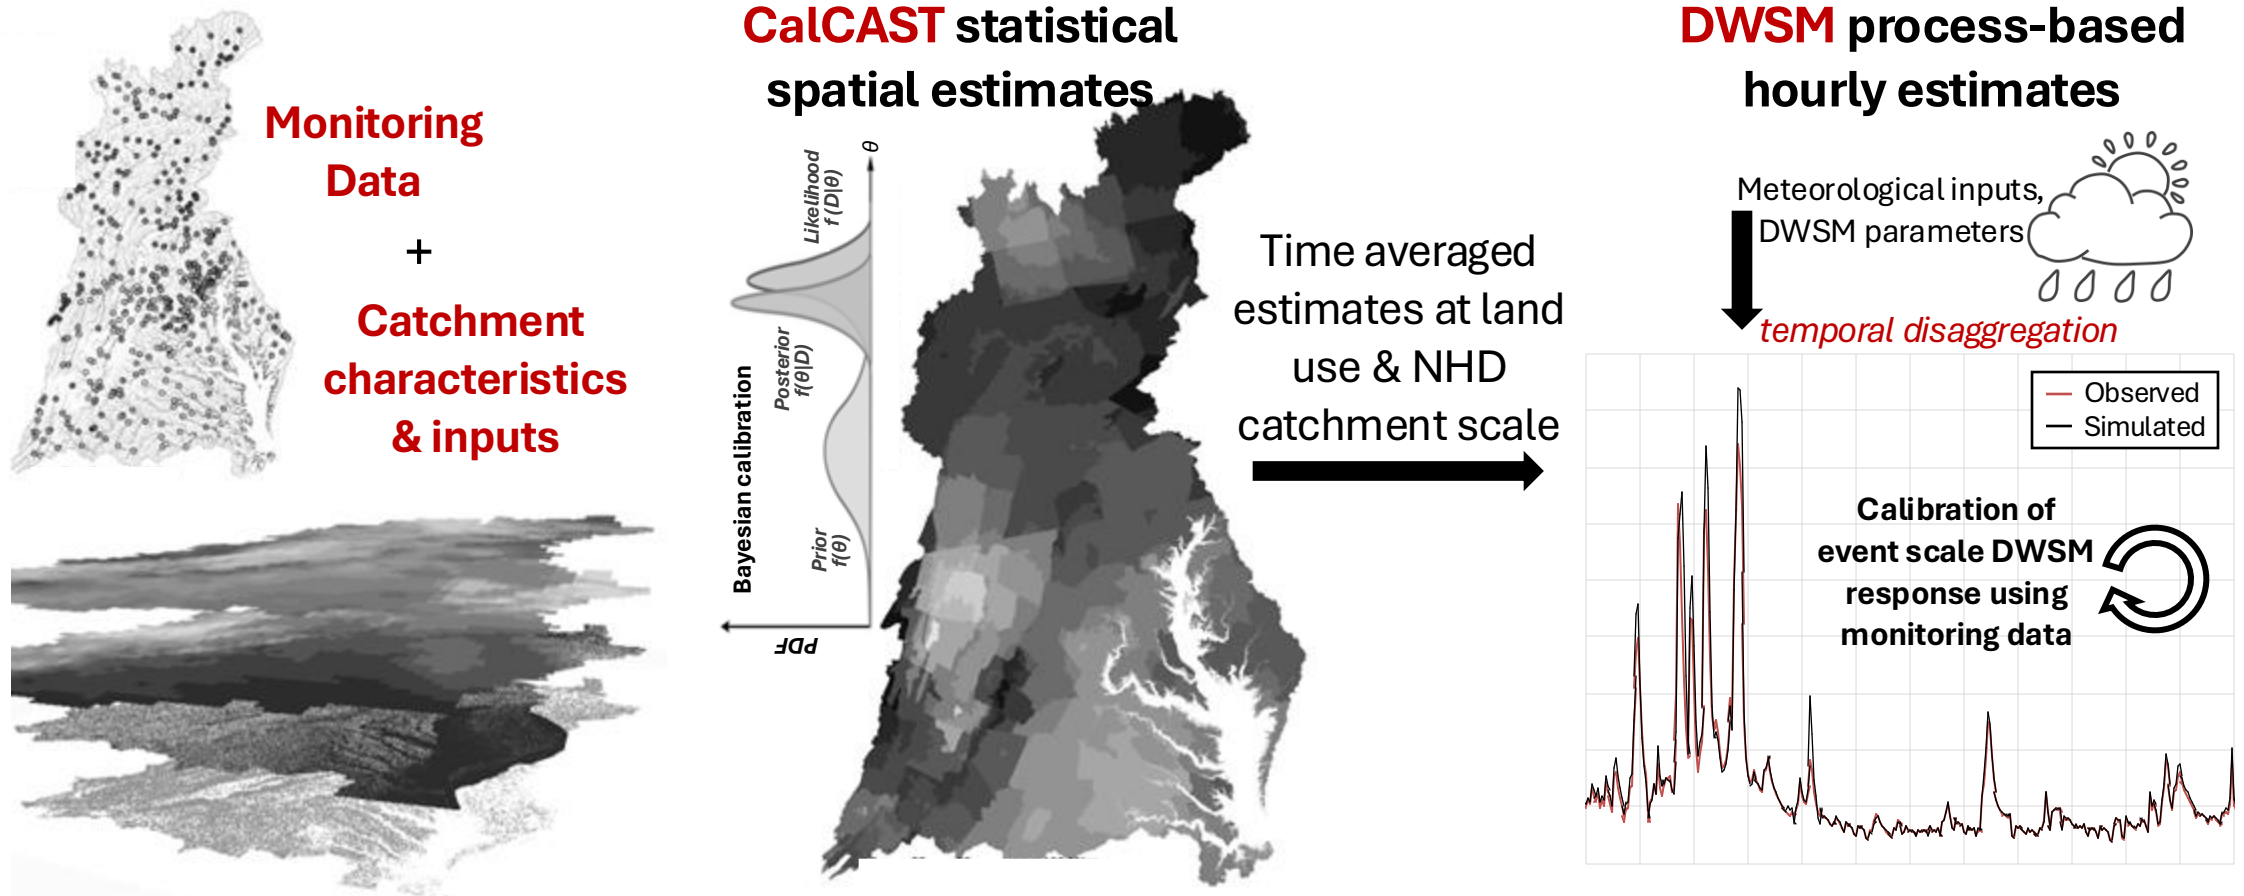 Monitoring
Data
+
Catchment
characteristics
& inputs
CalCAST statistical
spatial estimates
Bayesian calibration
Likelihood
f (D|θ)
θ
Posterior
f(θ|D)
Prior
f(θ)
PDF
Time averaged
estimates at land
use & NHD
catchment scale
DWSM process-based
hourly estimates
Meteorological inputs,
DWSM parameters
temporal disaggregation
Observed
Simulated
Calibration of
event scale DWSM
response using
monitoring data